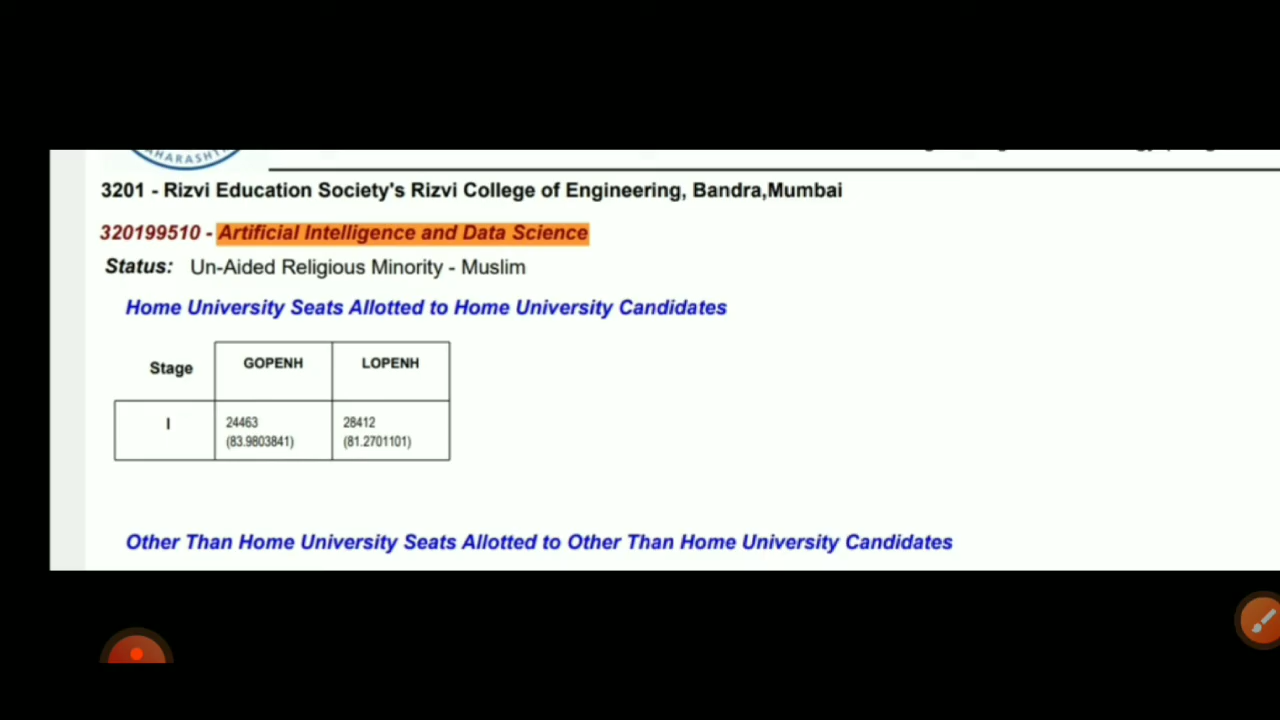 AHARASHT
3201 - Rizvi Education Society's Rizvi College of Engineering, Bandra,Mumbai
320199510 - Artificial Intelligence and Data Science
Status: Un-Aided Religious Minority - Muslim
Home University Seats Allotted to Home University Candidates
Stage GOPENH LOPENH
I 24463 28412
(83.9803841) (81.2701101)
Other Than Home University Seats Allotted to Other Than Home University Candidates